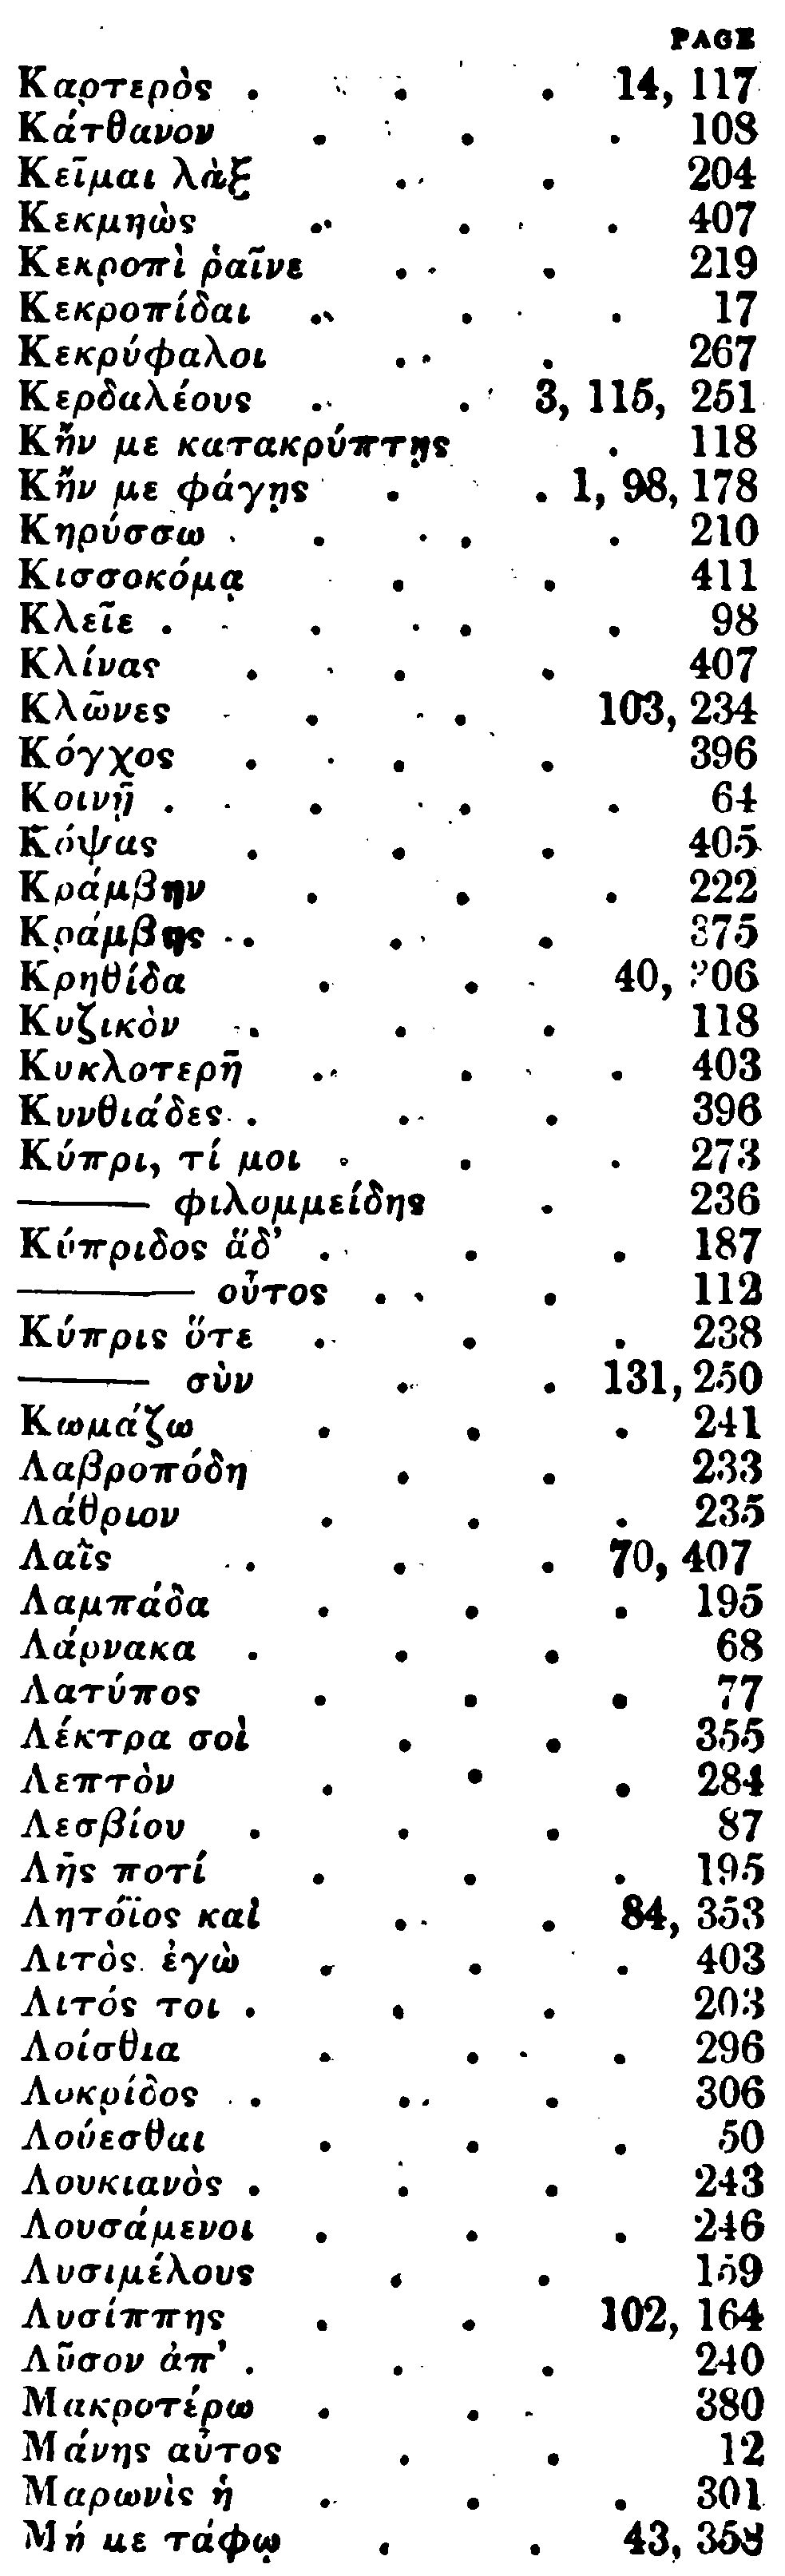 PAGE
Καρτερὸς . . . 14, 117
Κάτθανον . . . 108
Κεῖμαι λὰξ . . 204
Κεκμηὼς . . . 407
Κεκροπὶ ῥαῖνε . . 219
Κεκροπίδαι . . . 17
Κεκρύφαλοι . . 267
Κερδαλέους . . 3, 115, 251
Κἤν με κατακρύπτῃς . 118
Κἤν με φάγῃς . . 1, 98, 178
Κηρύσσω . . . 210
Κισσοκόμᾳ . . 411
Κλεῖε . . . . 98
Κλίνας . . . 407
Κλῶνες . . 103, 234
Κόγχος . . . 396
Κοινῇ . . . . 64
Κόψας . . . 405
Κράμβην . . . 222
Κράμβης . . . 375
Κρηθίδα . . 40,
Κυζικὸν . . . 118
Κυκλοτερῆ . . . 403
Κυνθιάδες . . . 396
Κύπρι, τί μοι . . . 273
——— φιλομμείδης . 236
Κύπριδος ἅδ’ . . . 187
———— οὗτος . . 112
Κύπρις ὅτε . . . 238
——— σὺν . . 131, 250
Κωμάζω . . . 241
Λαβροπόδη . . 233
Λάθριον . . . 235
Λαῒς . . . 70, 407
Λαμπάδα . . . 195
Λάρνακα . . . 68
Λατύπος . . . 77
Λέκτρα σοὶ . . 355
Λεπτὸν . . . 284
Λεσβίου . . . 87
Λῇς ποτί . . . 195
Λητόϊος καὶ . . 84, 353
Λιτὸς ἐγὼ . . . 403
Λιτός τοι . . . 203
Λοίσθια . . . 296
Λοκρίδος . . . 306
Λούεσθαι . . . 50
Λουκιανὸς . . . 243
Λουσάμενοι . . . 246
Λυσιμέλους . . 159
Λυσίππης . . 102, 164
Λῦσον ἀπ’ . . . 240
Μακροτέρω . . . 380
Μάνης αὗτος . . 12
Μαρωνὶς ἡ . . . 301
Μή με τάφῳ . . 43, 358